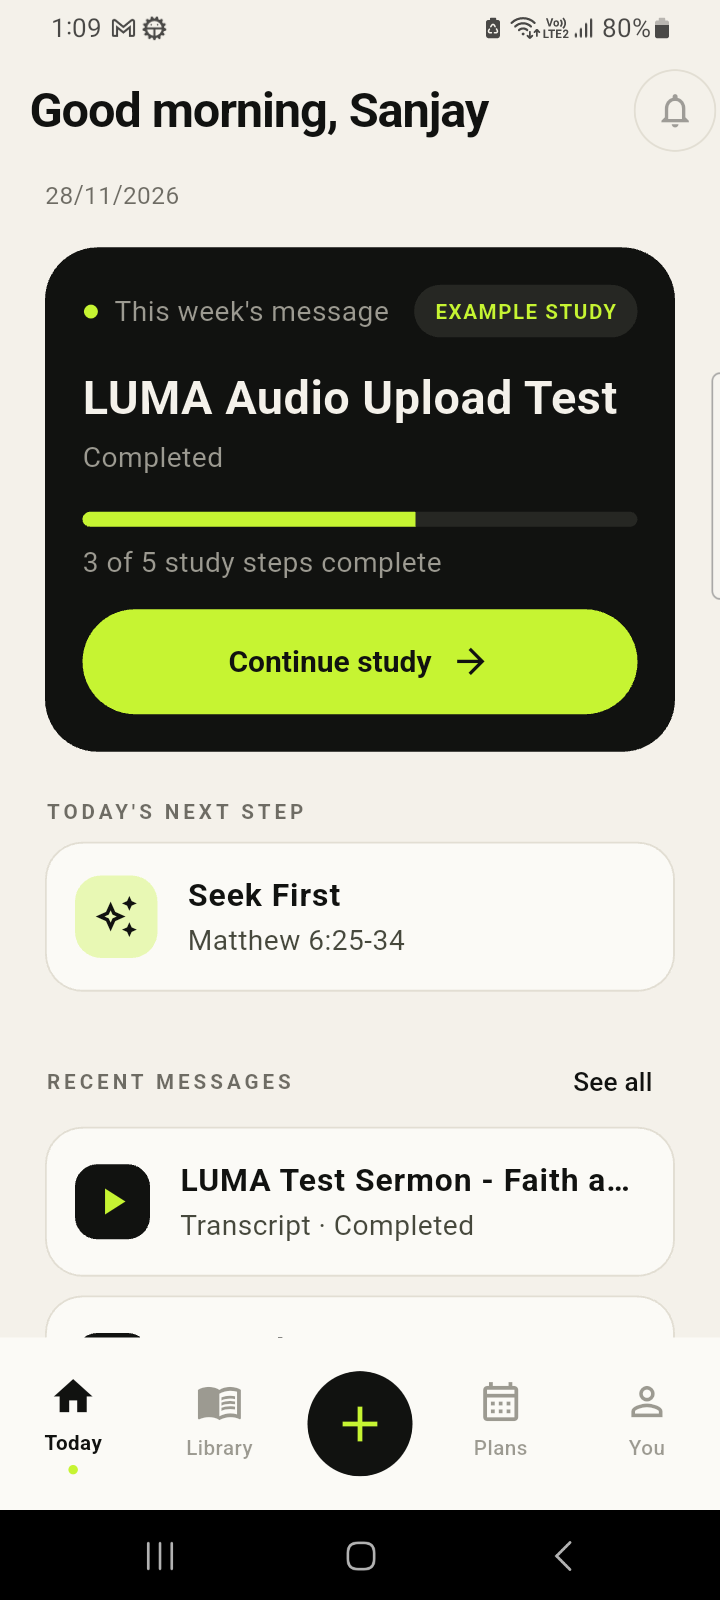 1:09
Vo))
LTE2
80%
Good morning, Sanjay
28/11/2026
This week's message
EXAMPLE STUDY
LUMA Audio Upload Test
Completed
3 of 5 study steps complete
Continue study
TODAY'S NEXT STEP
Seek First
Matthew 6:25-34
RECENT MESSAGES
See all
LUMA Test Sermon - Faith a…
Transcript · Completed
Today
Library
Plans
You